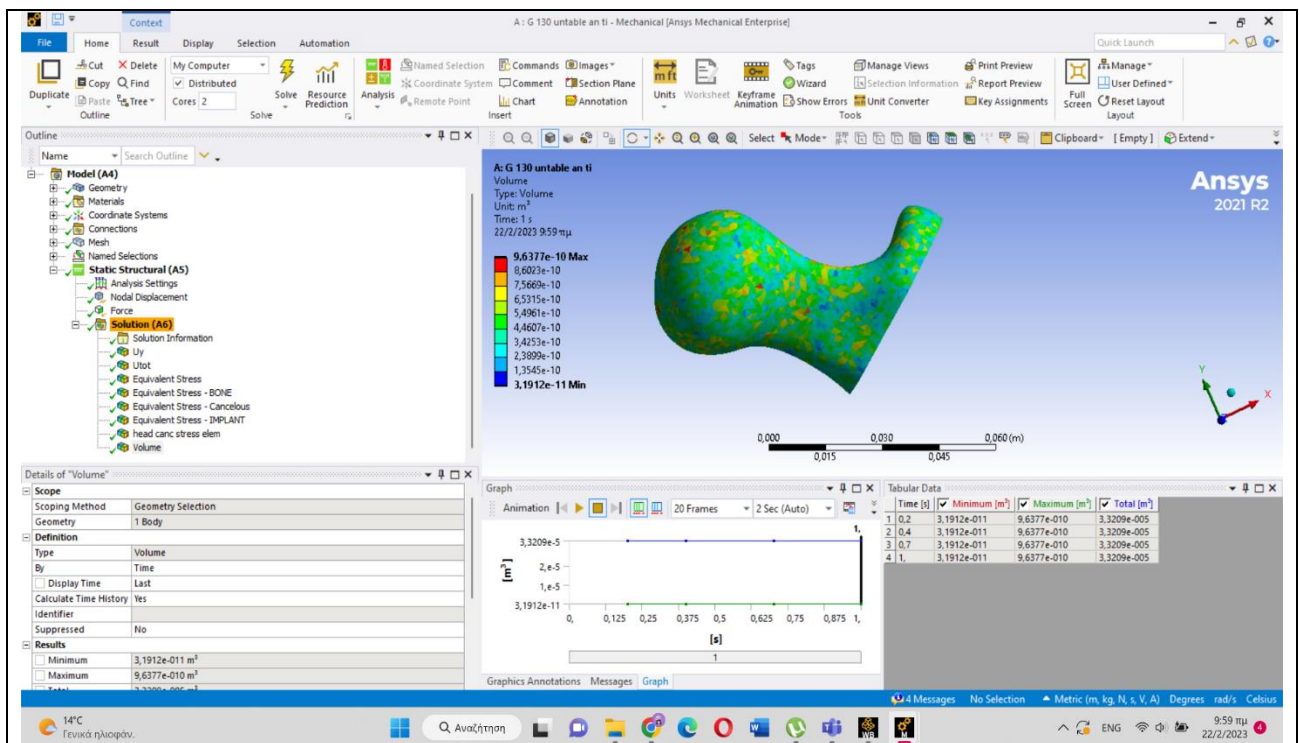 Context
A : G 130 untable an ti - Mechanical [Ansys Mechanical Enterprise]
File Home Result Display Selection Automation
Quick Launch
Duplicate
Cut
Copy
Paste
Delete
Find
Tree
Outline
My Computer
Distributed
Cores 2
Solve
Resource Prediction
Solve
Analysis
Named Selection
Coordinate System
Remote Point
Commands
Comment
Chart
Images
Section Plane
Annotation
Insert
Units
Worksheet
Keyframe Animation
Tags
Wizard
Show Errors
Manage Views
Selection Information
Unit Converter
Print Preview
Report Preview
Key Assignments
Tools
Full Screen
Manage
User Defined
Reset Layout
Layout
Outline
Name
Search Outline
Model (A4)
Geometry
Materials
Coordinate Systems
Connections
Mesh
Named Selections
Static Structural (A5)
Analysis Settings
Nodal Displacement
Force
Solution (A6)
Solution Information
Uy
Utot
Equivalent Stress
Equivalent Stress - BONE
Equivalent Stress - Cancelous
Equivalent Stress - IMPLANT
head canc stress elem
Volume
Select Mode
Clipboard [ Empty ] Extend
A: G 130 untable an ti
Volume
Type: Volume
Unit: m³
Time: 1 s
22/2/2023 9:59 πμ
9,6377e-10 Max
8,6023e-10
7,5669e-10
6,5315e-10
5,4961e-10
4,4607e-10
3,4253e-10
2,3899e-10
1,3545e-10
3,1912e-11 Min
Ansys
2021 R2
Y
X
0,000 0,030 0,060 (m)
0,015 0,045
Details of "Volume"
Scope
Scoping Method Geometry Selection
Geometry 1 Body
Definition
Type Volume
By Time
Display Time Last
Calculate Time History Yes
Identifier
Suppressed No
Results
Minimum 3,1912e-011 m³
Maximum 9,6377e-010 m³
Graph
Animation 20 Frames 2 Sec (Auto)
1,
3,3209e-5
2,e-5
1,e-5
3,1912e-11
[m³]
0, 0,125 0,25 0,375 0,5 0,625 0,75 0,875 1,
[s]
1
Graphics Annotations Messages Graph
Tabular Data
Time [s] Minimum [m³] Maximum [m³] Total [m³]
1 0,2 3,1912e-011 9,6377e-010 3,3209e-005
2 0,4 3,1912e-011 9,6377e-010 3,3209e-005
3 0,7 3,1912e-011 9,6377e-010 3,3209e-005
4 1, 3,1912e-011 9,6377e-010 3,3209e-005
4 Messages No Selection Metric (m, kg, N, s, V, A) Degrees rad/s Celsius
14°C
Γενικά ηλιοφάν.
Αναζήτηση
ENG
9:59 πμ
22/2/2023
4